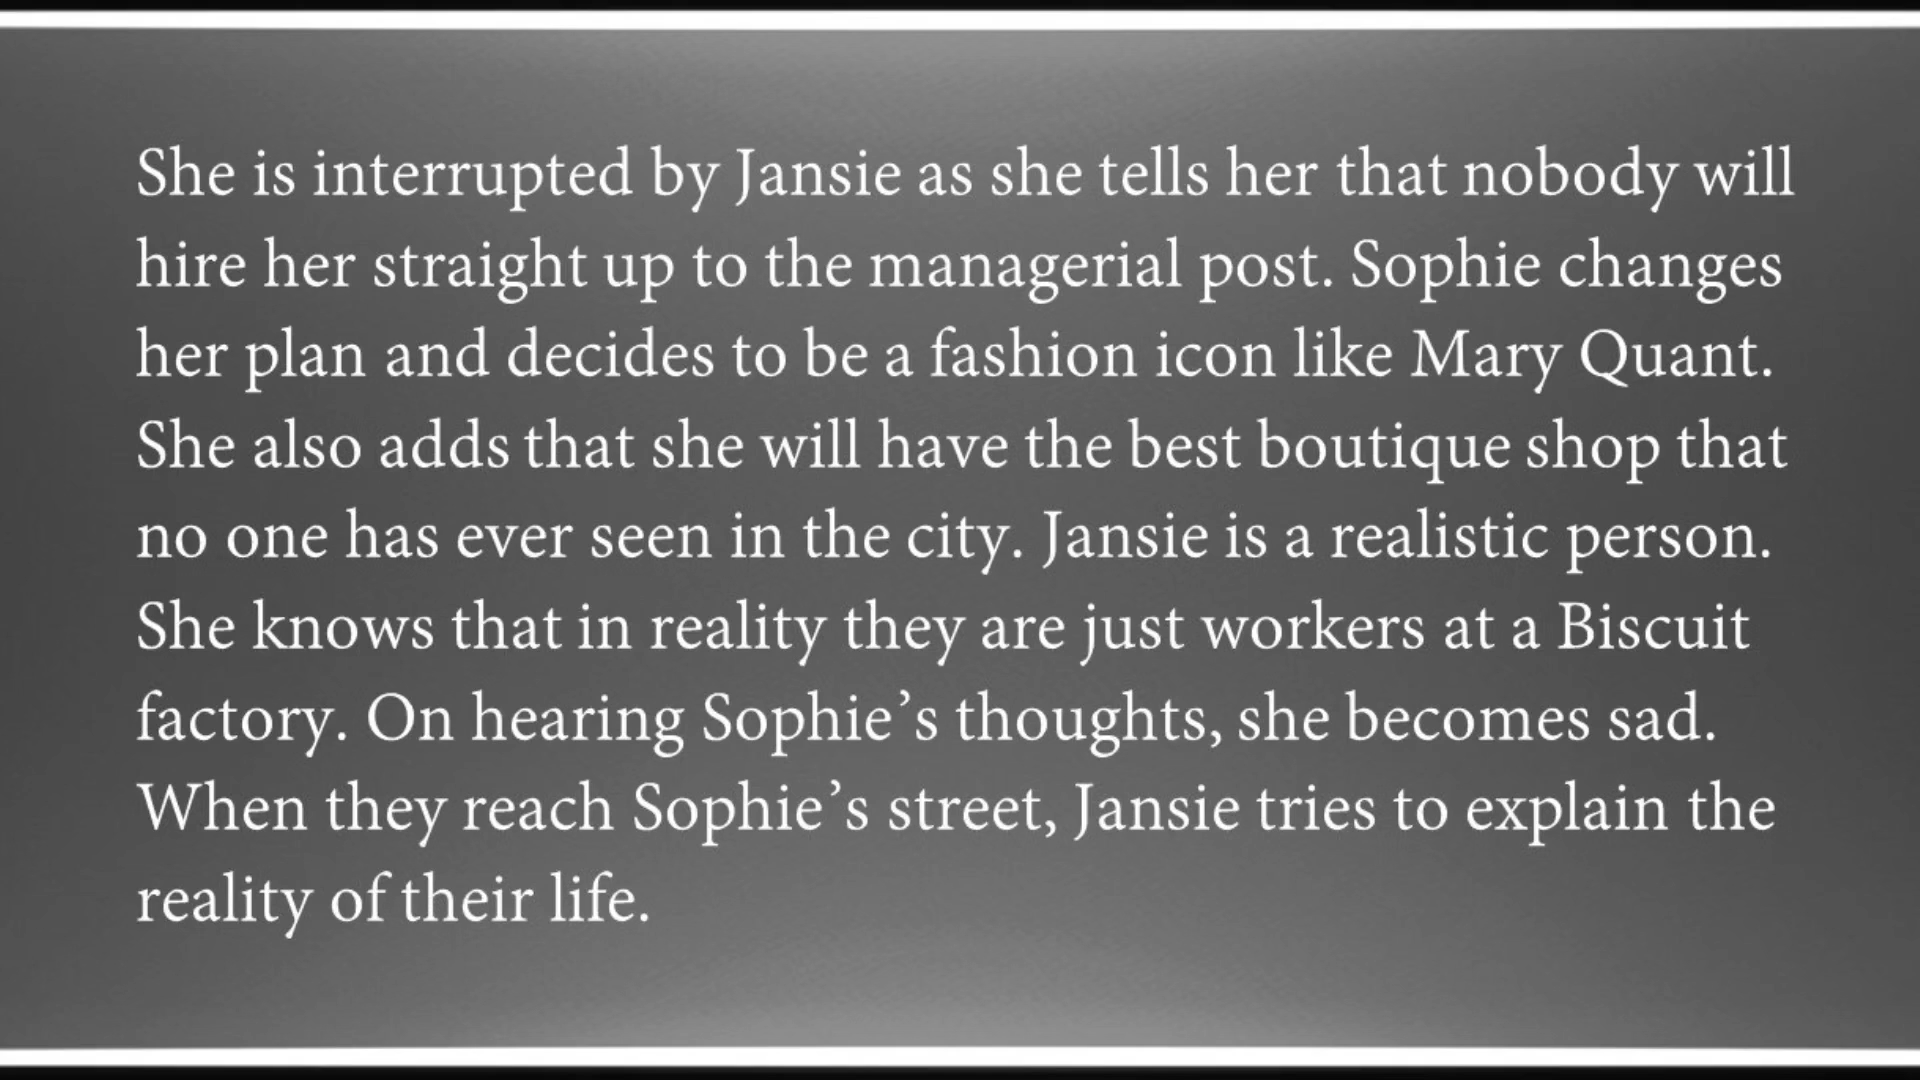 She is interrupted by Jansie as she tells her that nobody will
hire her straight up to the managerial post. Sophie changes
her plan and decides to be a fashion icon like Mary Quant.
She also adds that she will have the best boutique shop that
no one has ever seen in the city. Jansie is a realistic person.
She knows that in reality they are just workers at a Biscuit
factory. On hearing Sophie’s thoughts, she becomes sad.
When they reach Sophie’s street, Jansie tries to explain the
reality of their life.